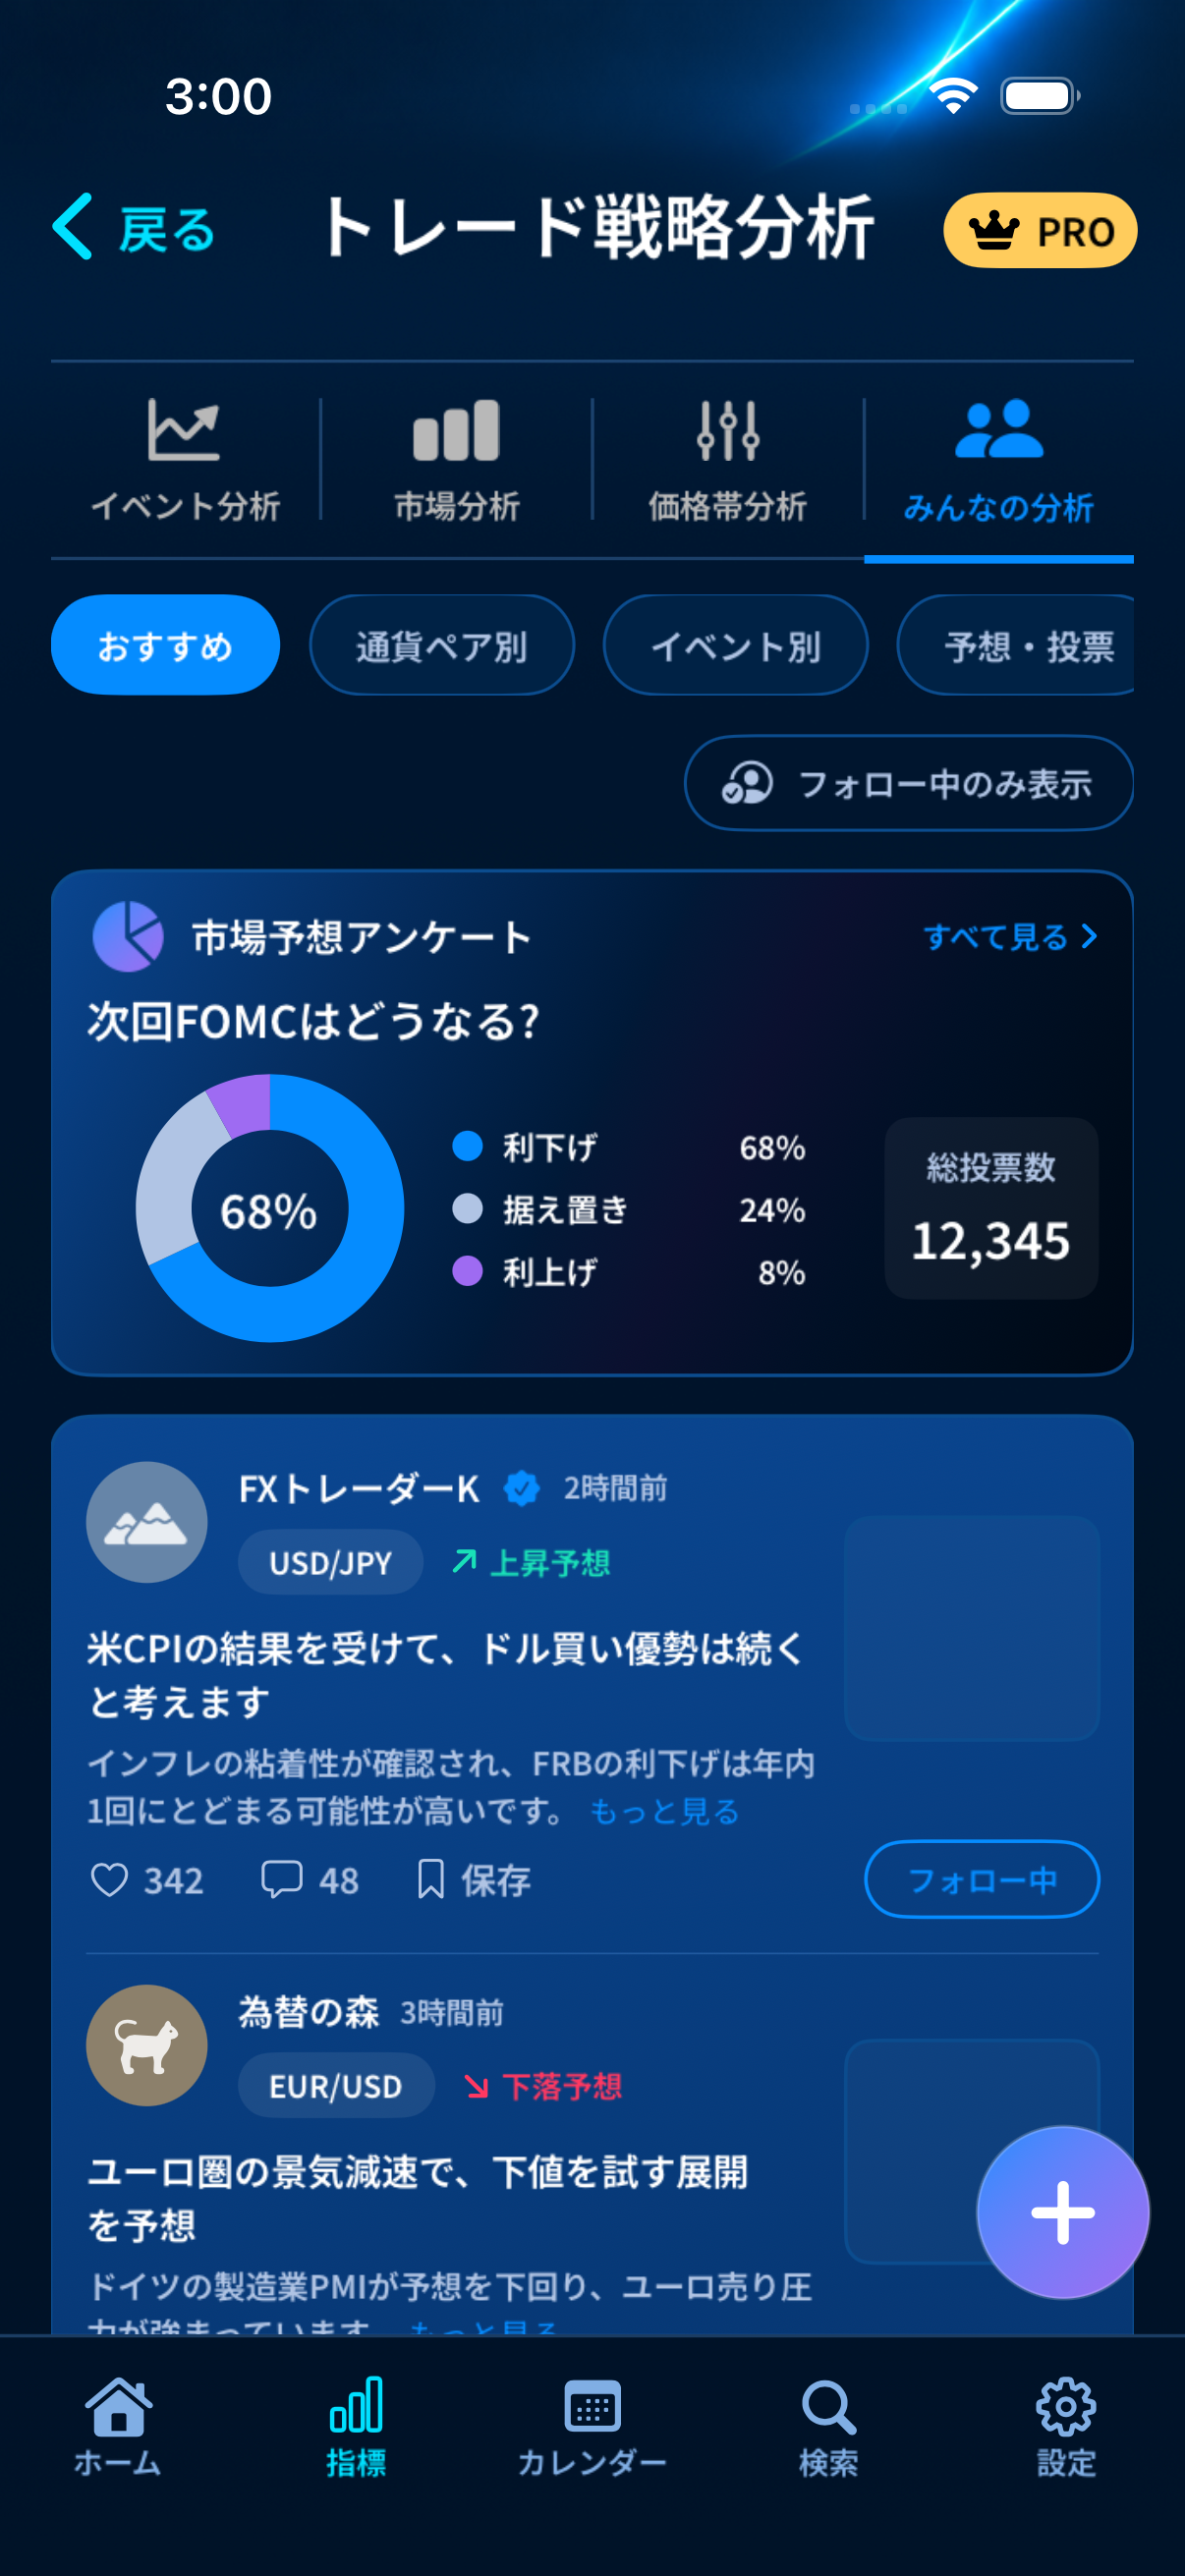 3:00
戻る
トレード戦略分析
PRO
イベント分析
市場分析
価格帯分析
みんなの分析
おすすめ
通貨ペア別
イベント別
予想・投票
フォロー中のみ表示
市場予想アンケート
すべて見る
次回FOMCはどうなる?
68%
利下げ 68%
据え置き 24%
利上げ 8%
総投票数
12,345
FXトレーダーK 2時間前
USD/JPY 上昇予想
米CPIの結果を受けて、ドル買い優勢は続く
と考えます
インフレの粘着性が確認され、FRBの利下げは年内
1回にとどまる可能性が高いです。 もっと見る
342 48 保存
フォロー中
為替の森 3時間前
EUR/USD 下落予想
ユーロ圏の景気減速で、下値を試す展開
を予想
ドイツの製造業PMIが予想を下回り、ユーロ売り圧
力が強まっています。 もっと見る
ホーム
指標
カレンダー
検索
設定